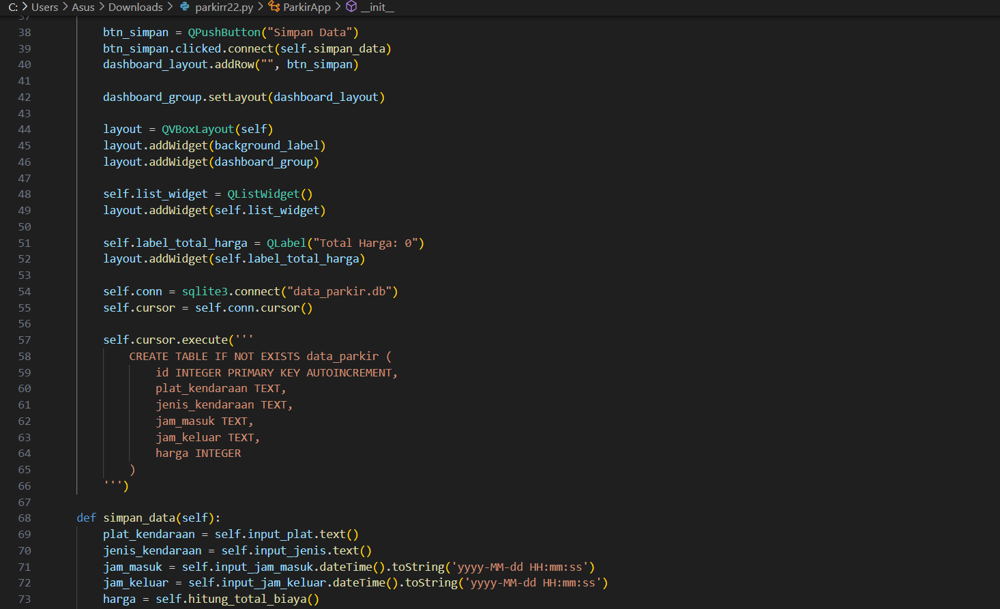 C: > Users > Asus > Downloads > parkirr22.py > ParkirApp > __init__
37
38 btn_simpan = QPushButton("Simpan Data")
39 btn_simpan.clicked.connect(self.simpan_data)
40 dashboard_layout.addRow("", btn_simpan)
41
42 dashboard_group.setLayout(dashboard_layout)
43
44 layout = QVBoxLayout(self)
45 layout.addWidget(background_label)
46 layout.addWidget(dashboard_group)
47
48 self.list_widget = QListWidget()
49 layout.addWidget(self.list_widget)
50
51 self.label_total_harga = QLabel("Total Harga: 0")
52 layout.addWidget(self.label_total_harga)
53
54 self.conn = sqlite3.connect("data_parkir.db")
55 self.cursor = self.conn.cursor()
56
57 self.cursor.execute('''
58 CREATE TABLE IF NOT EXISTS data_parkir (
59 id INTEGER PRIMARY KEY AUTOINCREMENT,
60 plat_kendaraan TEXT,
61 jenis_kendaraan TEXT,
62 jam_masuk TEXT,
63 jam_keluar TEXT,
64 harga INTEGER
65 )
66 ''')
67
68 def simpan_data(self):
69 plat_kendaraan = self.input_plat.text()
70 jenis_kendaraan = self.input_jenis.text()
71 jam_masuk = self.input_jam_masuk.dateTime().toString('yyyy-MM-dd HH:mm:ss')
72 jam_keluar = self.input_jam_keluar.dateTime().toString('yyyy-MM-dd HH:mm:ss')
73 harga = self.hitung_total_biaya()